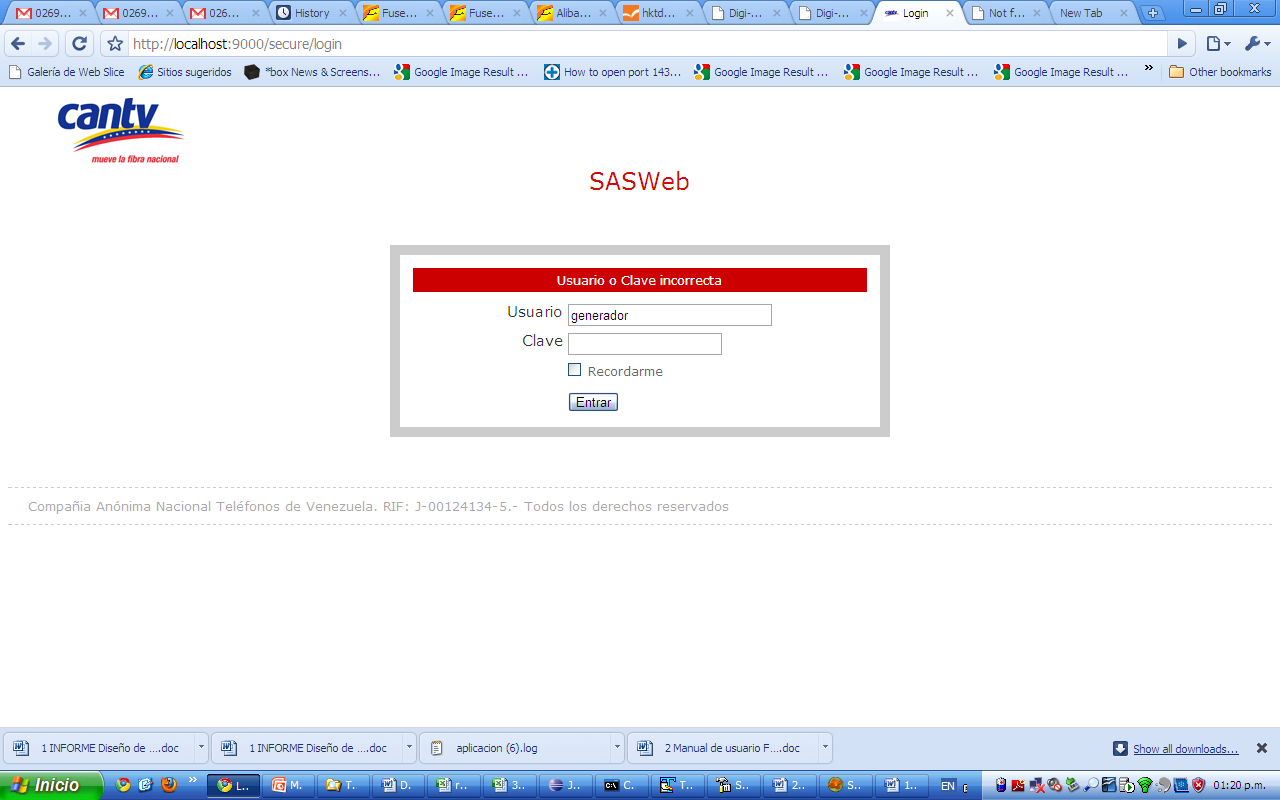 0269... 0269... 026... History Fuse... Fuse... Aliba... hktd... Digi-... Digi-... Login Not f... New Tab
http://localhost:9000/secure/login
Galería de Web Slice Sitios sugeridos *box News & Screens... Google Image Result ... How to open port 143... Google Image Result ... Google Image Result ... Google Image Result ... » Other bookmarks
cantv
mueve la fibra nacional
SASWeb
Usuario o Clave incorrecta
Usuario generador
Clave
Recordarme
Entrar
Compañia Anónima Nacional Teléfonos de Venezuela. RIF: J-00124134-5.- Todos los derechos reservados
1 INFORME Diseño de ....doc 1 INFORME Diseño de ....doc aplicacion (6).log 2 Manual de usuario F....doc Show all downloads...
Inicio » L.. M.. T.. D.. r.. 3.. J.. C.. T.. S.. 2.. S.. 1.. EN 01:20 p.m.